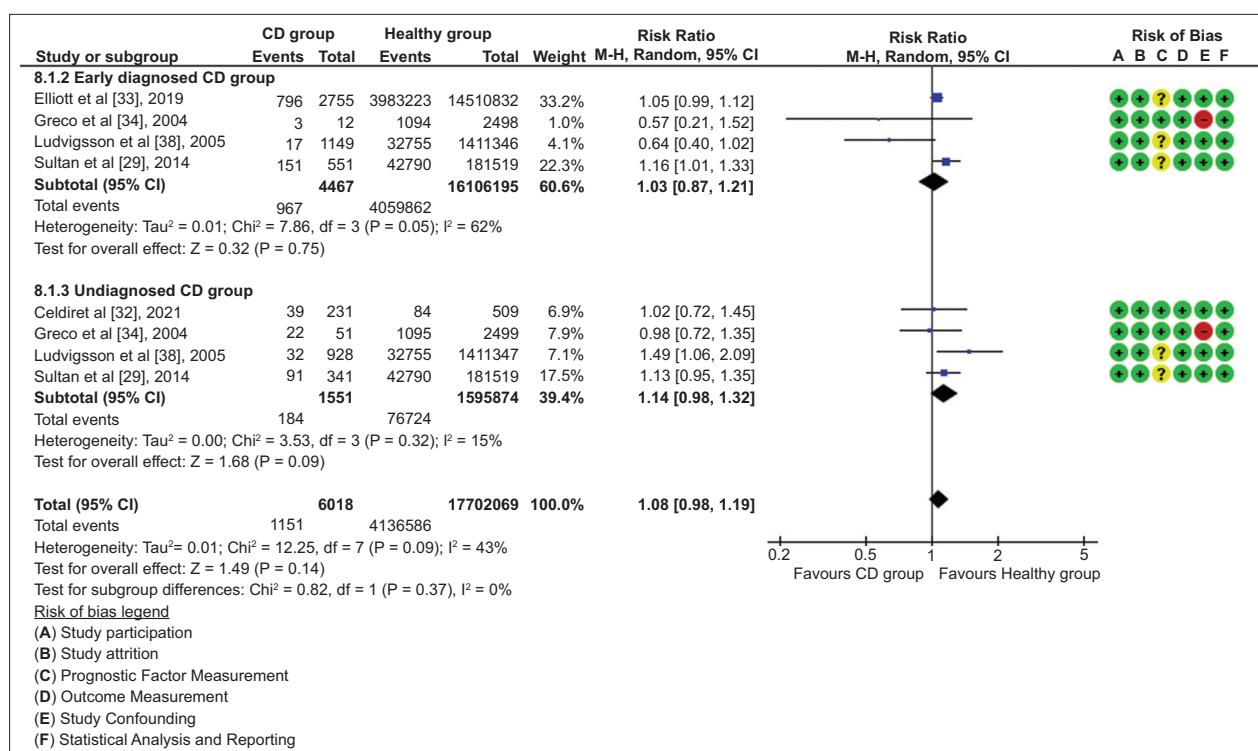 CD group Healthy group Risk Ratio Risk Ratio Risk of Bias
Study or subgroup Events Total Events Total Weight M-H, Random, 95% CI M-H, Random, 95% CI A B C D E F
8.1.2 Early diagnosed CD group
Elliott et al [33], 2019 796 2755 3983223 14510832 33.2% 1.05 [0.99, 1.12] + + ? + + +
Greco et al [34], 2004 3 12 1094 2498 1.0% 0.57 [0.21, 1.52] + + + + - +
Ludvigsson et al [38], 2005 17 1149 32755 1411346 4.1% 0.64 [0.40, 1.02] + + ? + + +
Sultan et al [29], 2014 151 551 42790 181519 22.3% 1.16 [1.01, 1.33] + + ? + + +
Subtotal (95% CI) 4467 16106195 60.6% 1.03 [0.87, 1.21]
Total events 967 4059862
Heterogeneity: Tau² = 0.01; Chi² = 7.86, df = 3 (P = 0.05); I² = 62%
Test for overall effect: Z = 0.32 (P = 0.75)
8.1.3 Undiagnosed CD group
Celdiret al [32], 2021 39 231 84 509 6.9% 1.02 [0.72, 1.45] + + + + + +
Greco et al [34], 2004 22 51 1095 2499 7.9% 0.98 [0.72, 1.35] + + + + - +
Ludvigsson et al [38], 2005 32 928 32755 1411347 7.1% 1.49 [1.06, 2.09] + + ? + + +
Sultan et al [29], 2014 91 341 42790 181519 17.5% 1.13 [0.95, 1.35] + + ? + + +
Subtotal (95% CI) 1551 1595874 39.4% 1.14 [0.98, 1.32]
Total events 184 76724
Heterogeneity: Tau² = 0.00; Chi² = 3.53, df = 3 (P = 0.32); I² = 15%
Test for overall effect: Z = 1.68 (P = 0.09)
Total (95% CI) 6018 17702069 100.0% 1.08 [0.98, 1.19]
Total events 1151 4136586
Heterogeneity: Tau²= 0.01; Chi² = 12.25, df = 7 (P = 0.09); I² = 43%
Test for overall effect: Z = 1.49 (P = 0.14)
Test for subgroup differences: Chi² = 0.82, df = 1 (P = 0.37), I² = 0%
0.2 0.5 1 2 5
Favours CD group Favours Healthy group
Risk of bias legend
(A) Study participation
(B) Study attrition
(C) Prognostic Factor Measurement
(D) Outcome Measurement
(E) Study Confounding
(F) Statistical Analysis and Reporting